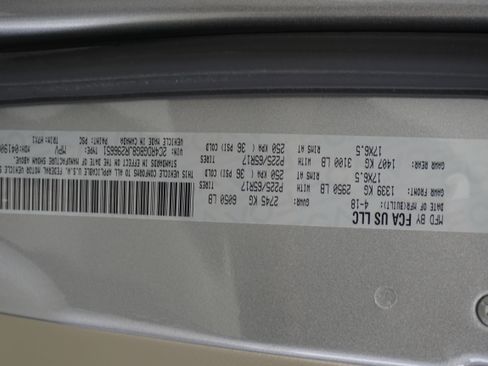 MFD BY FCA US LLC
DATE OF MFR(BUILT): 4-18 GVWR: 2745 KG 6050 LB
GAWR FRONT: 1339 KG 2950 LB WITH P225/65R17 TIRES
17X6.5 RIMS AT 250 KPA ( 36 PSI) COLD
GAWR REAR: 1407 KG 3100 LB WITH P225/65R17 TIRES
17X6.5 RIMS AT 250 KPA ( 36 PSI) COLD
THIS VEHICLE CONFORMS TO ALL APPLICABLE U.S.A. FEDERAL MOTOR VEHICLE
STANDARDS IN EFFECT ON THE DATE OF MANUFACTURE SHOWN ABOVE.
VIN: TYPE: MPV
VEHICLE MADE IN CANADA PAINT: PSC